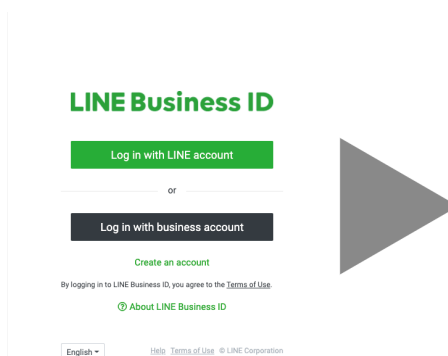 LINE Business ID
Log in with LINE account
or
Log in with business account
Create an account
By logging in to LINE Business ID, you agree to the Terms of Use.
? About LINE Business ID
English Help Terms of Use © LINE Corporation